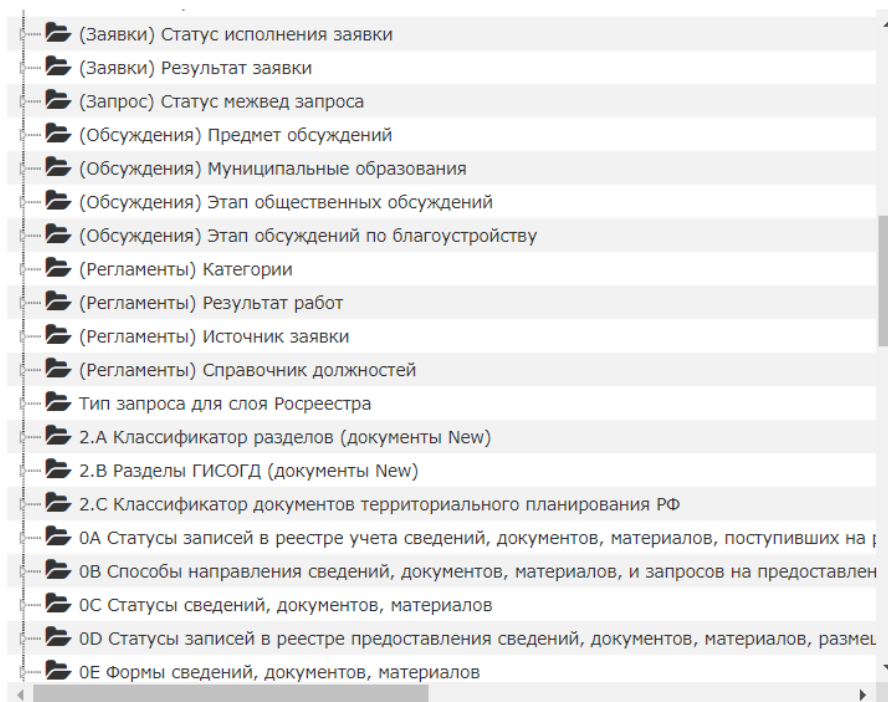 (Заявки) Статус исполнения заявки
(Заявки) Результат заявки
(Запрос) Статус межвед запроса
(Обсуждения) Предмет обсуждений
(Обсуждения) Муниципальные образования
(Обсуждения) Этап общественных обсуждений
(Обсуждения) Этап обсуждений по благоустройству
(Регламенты) Категории
(Регламенты) Результат работ
(Регламенты) Источник заявки
(Регламенты) Справочник должностей
Тип запроса для слоя Росреестра
2.A Классификатор разделов (документы New)
2.B Разделы ГИСОГД (документы New)
2.C Классификатор документов территориального планирования РФ
0A Статусы записей в реестре учета сведений, документов, материалов, поступивших на
0B Способы направления сведений, документов, материалов, и запросов на предоставлен
0C Статусы сведений, документов, материалов
0D Статусы записей в реестре предоставления сведений, документов, материалов, разме
0E Формы сведений, документов, материалов